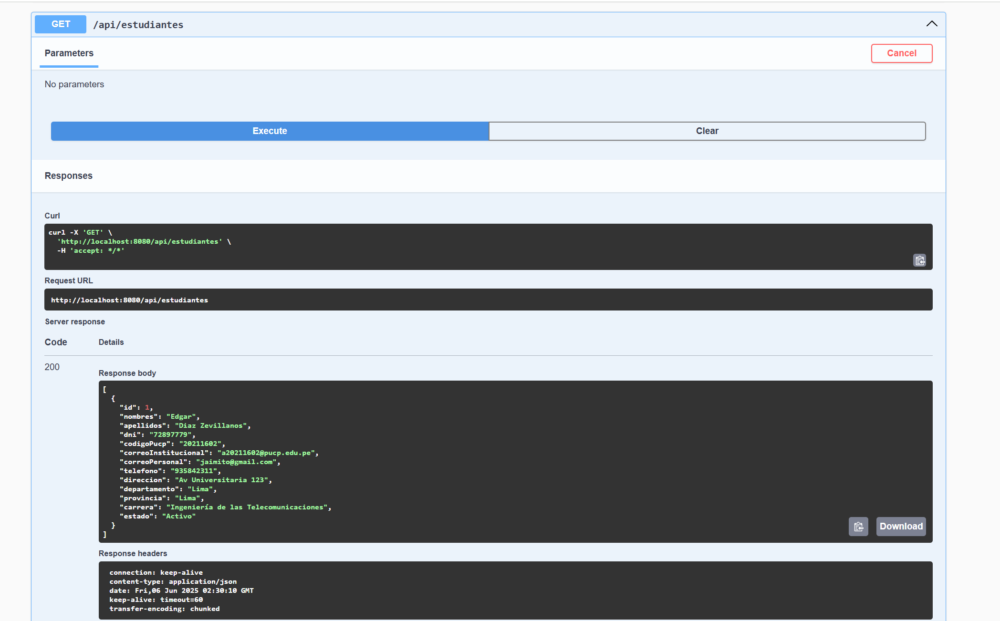 GET /api/estudiantes
Parameters
Cancel
No parameters
Execute
Clear
Responses
Curl
curl -X 'GET' \
  'http://localhost:8080/api/estudiantes' \
  -H 'accept: */*'
Request URL
http://localhost:8080/api/estudiantes
Server response
Code Details
200
Response body
[
  {
    "id": 1,
    "nombres": "Edgar",
    "apellidos": "Diaz Zevillanos",
    "dni": "72897779",
    "codigoPucp": "20211602",
    "correoInstitucional": "a20211602@pucp.edu.pe",
    "correoPersonal": "jaimito@gmail.com",
    "telefono": "935842311",
    "direccion": "Av Universitaria 123",
    "departamento": "Lima",
    "provincia": "Lima",
    "carrera": "Ingeniería de las Telecomunicaciones",
    "estado": "Activo"
  }
]
Download
Response headers
connection: keep-alive
content-type: application/json
date: Fri,06 Jun 2025 02:30:10 GMT
keep-alive: timeout=60
transfer-encoding: chunked